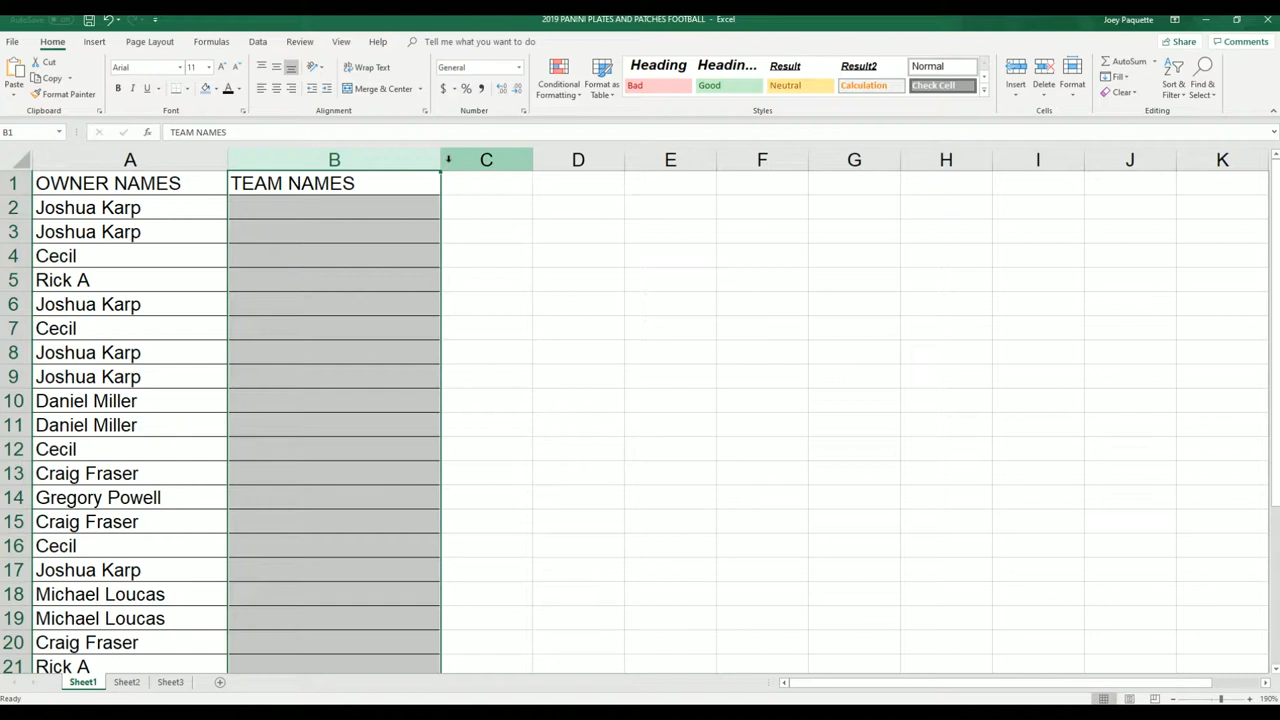 AutoSave
2019 PANINI PLATES AND PATCHES FOOTBALL - Excel
Joey Paquette
File Home Insert Page Layout Formulas Data Review View Help Tell me what you want to do Share Comments
Cut
Copy
Format Painter
Paste
Clipboard
Arial 11
Font
Wrap Text
Merge & Center
Alignment
General
Number
Conditional Formatting
Format as Table
Heading Headin... Result Result2 Normal
Bad Good Neutral Calculation Check Cell
Styles
Insert Delete Format
Cells
AutoSum
Fill
Clear
Sort & Filter
Find & Select
Editing
B1 fx TEAM NAMES
A B C D E F G H I J K
1 OWNER NAMES TEAM NAMES
2 Joshua Karp
3 Joshua Karp
4 Cecil
5 Rick A
6 Joshua Karp
7 Cecil
8 Joshua Karp
9 Joshua Karp
10 Daniel Miller
11 Daniel Miller
12 Cecil
13 Craig Fraser
14 Gregory Powell
15 Craig Fraser
16 Cecil
17 Joshua Karp
18 Michael Loucas
19 Michael Loucas
20 Craig Fraser
21 Rick A
Sheet1 Sheet2 Sheet3
Ready
190%